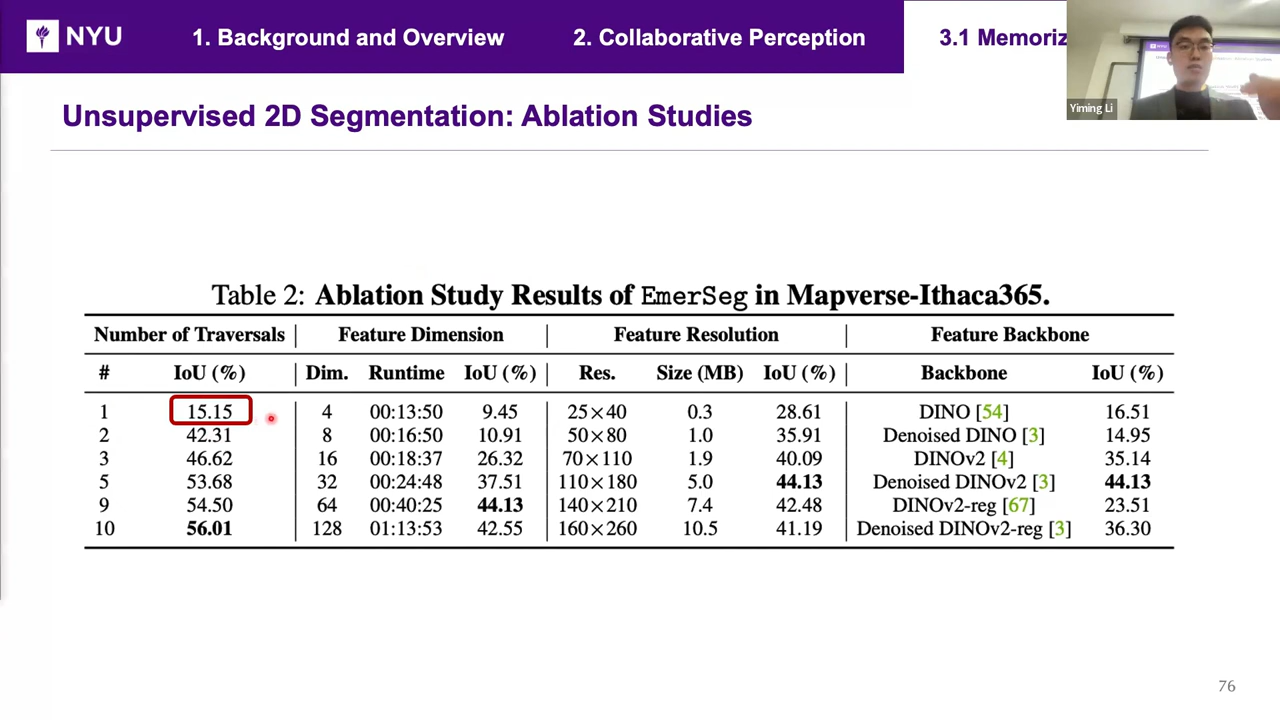 NYU
1. Background and Overview
2. Collaborative Perception
3.1 Memoriz
Yiming Li
Unsupervised 2D Segmentation: Ablation Studies
Table 2: Ablation Study Results of EmerSeg in Mapverse-Ithaca365.
Number of Traversals | Feature Dimension | Feature Resolution | Feature Backbone
# IoU (%) | Dim. Runtime IoU (%) | Res. Size (MB) IoU (%) | Backbone IoU (%)
1 15.15 4 00:13:50 9.45 25×40 0.3 28.61 DINO [54] 16.51
2 42.31 8 00:16:50 10.91 50×80 1.0 35.91 Denoised DINO [3] 14.95
3 46.62 16 00:18:37 26.32 70×110 1.9 40.09 DINOv2 [4] 35.14
5 53.68 32 00:24:48 37.51 110×180 5.0 44.13 Denoised DINOv2 [3] 44.13
9 54.50 64 00:40:25 44.13 140×210 7.4 42.48 DINOv2-reg [67] 23.51
10 56.01 128 01:13:53 42.55 160×260 10.5 41.19 Denoised DINOv2-reg [3] 36.30
76